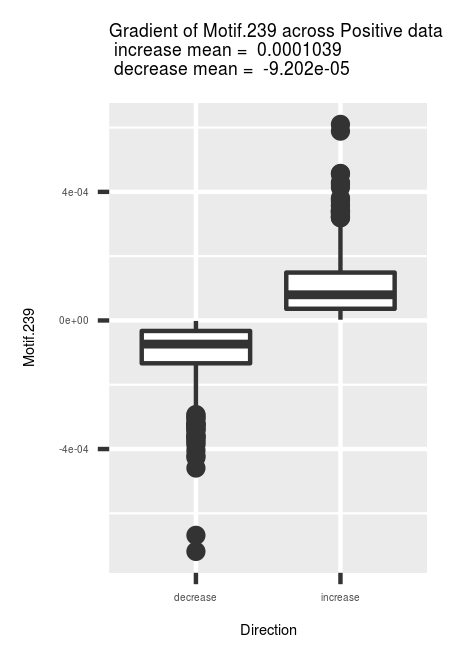 Gradient of Motif.239 across Positive data
increase mean =  0.0001039
decrease mean =  -9.202e-05
4e-04
0e+00
-4e-04
Motif.239
decrease
increase
Direction